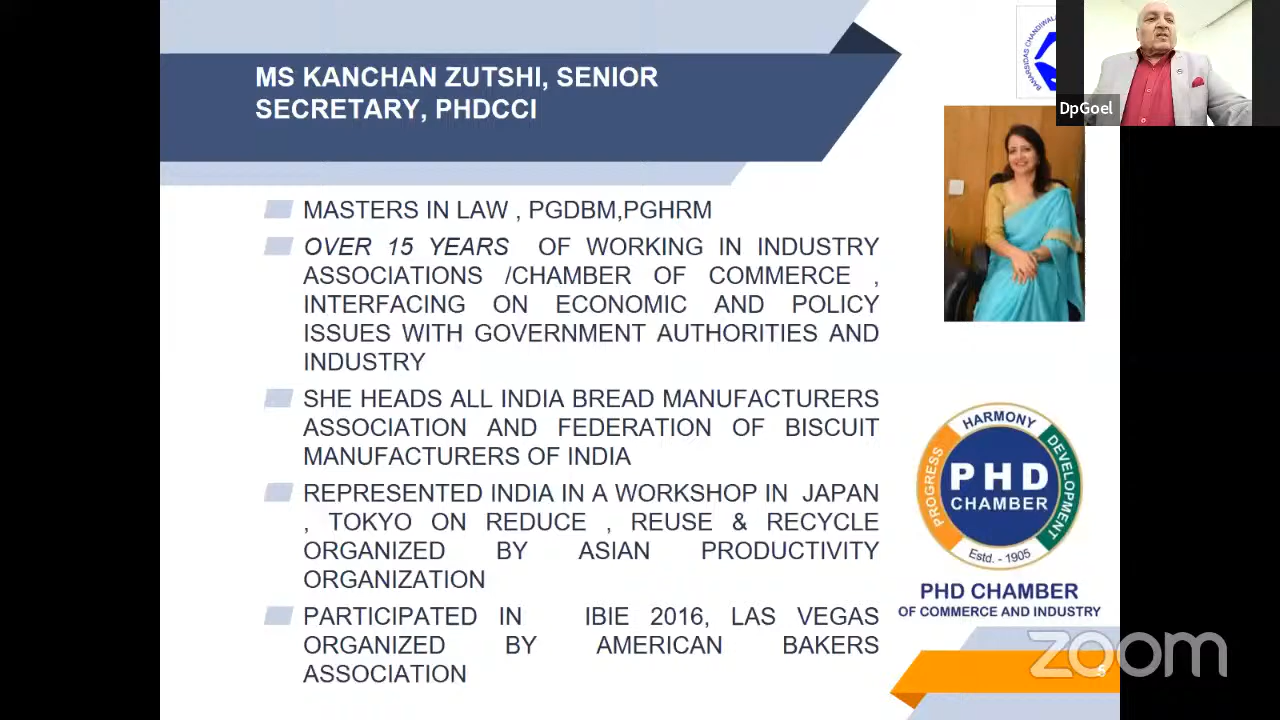 MS KANCHAN ZUTSHI, SENIOR
SECRETARY, PHDCCI
DpGoel
MASTERS IN LAW , PGDBM,PGHRM
OVER 15 YEARS OF WORKING IN INDUSTRY
ASSOCIATIONS /CHAMBER OF COMMERCE ,
INTERFACING ON ECONOMIC AND POLICY
ISSUES WITH GOVERNMENT AUTHORITIES AND
INDUSTRY
SHE HEADS ALL INDIA BREAD MANUFACTURERS
ASSOCIATION AND FEDERATION OF BISCUIT
MANUFACTURERS OF INDIA
REPRESENTED INDIA IN A WORKSHOP IN JAPAN
, TOKYO ON REDUCE , REUSE & RECYCLE
ORGANIZED BY ASIAN PRODUCTIVITY
ORGANIZATION
PARTICIPATED IN IBIE 2016, LAS VEGAS
ORGANIZED BY AMERICAN BAKERS
ASSOCIATION
BANARSIDAS
PROGRESS
HARMONY
DEVELOPMENT
PHD
CHAMBER
Estd. - 1905
PHD CHAMBER
OF COMMERCE AND INDUSTRY
zoom